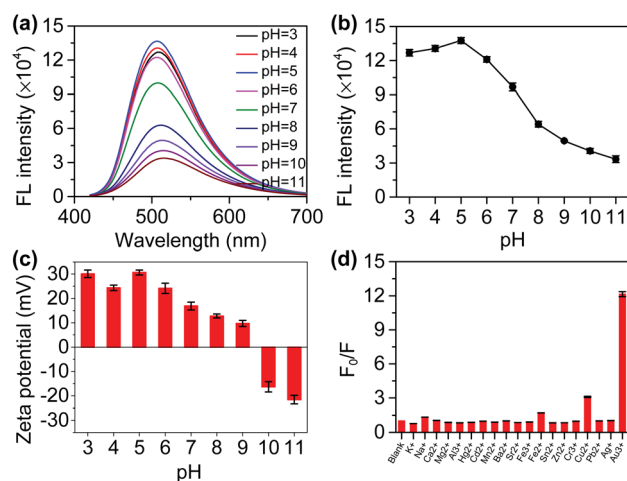 (a)
FL intensity (×10⁴)
15
12
9
6
3
0
400 500 600 700
Wavelength (nm)
pH=3
pH=4
pH=5
pH=6
pH=7
pH=8
pH=9
pH=10
pH=11
(b)
FL intensity (×10⁴)
15
12
9
6
3
0
3 4 5 6 7 8 9 10 11
pH
(c)
Zeta potential (mV)
30
20
10
0
-10
-20
-30
3 4 5 6 7 8 9 10 11
pH
(d)
F₀/F
15
12
9
6
3
0
Blank K+ Na+ Ca2+ Mg2+ Al3+ Hg2+ Cd2+ Mn2+ Ba2+ Sr2+ Fe3+ Fe2+ Sn2+ Zn2+ Cr3+ Cu2+ Pb2+ Ag+ Au3+